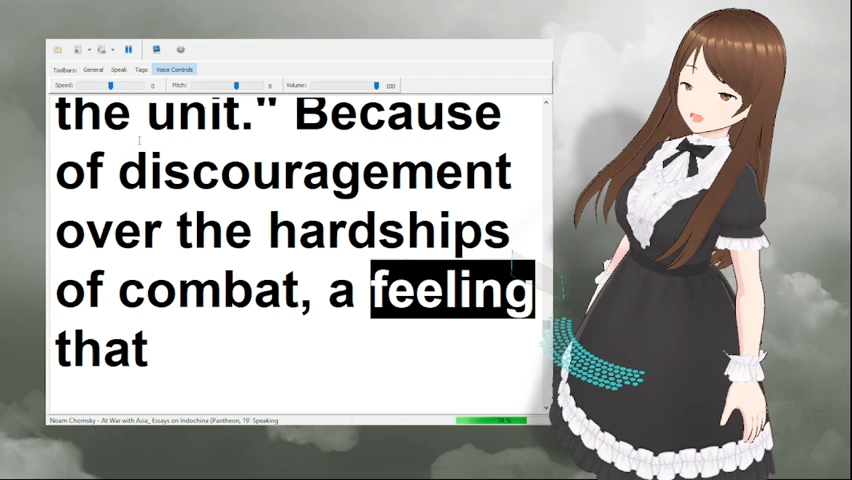 Toolbars: General Speak Tags Voice Controls
Speed: 0 Pitch: 8 Volume: 100
the unit." Because
of discouragement
over the hardships
of combat, a feeling
that
Noam Chomsky - At War with Asia_ Essays on Indochina (Pantheon, 19 Speaking 74 %